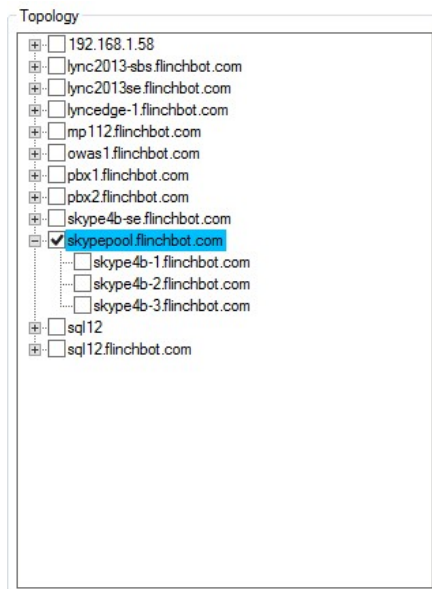 Topology
192.168.1.58
lync2013-sbs.flinchbot.com
lync2013se.flinchbot.com
lyncedge-1.flinchbot.com
mp112.flinchbot.com
owas1.flinchbot.com
pbx1.flinchbot.com
pbx2.flinchbot.com
skype4b-se.flinchbot.com
skypepool.flinchbot.com
skype4b-1.flinchbot.com
skype4b-2.flinchbot.com
skype4b-3.flinchbot.com
sql12
sql12.flinchbot.com